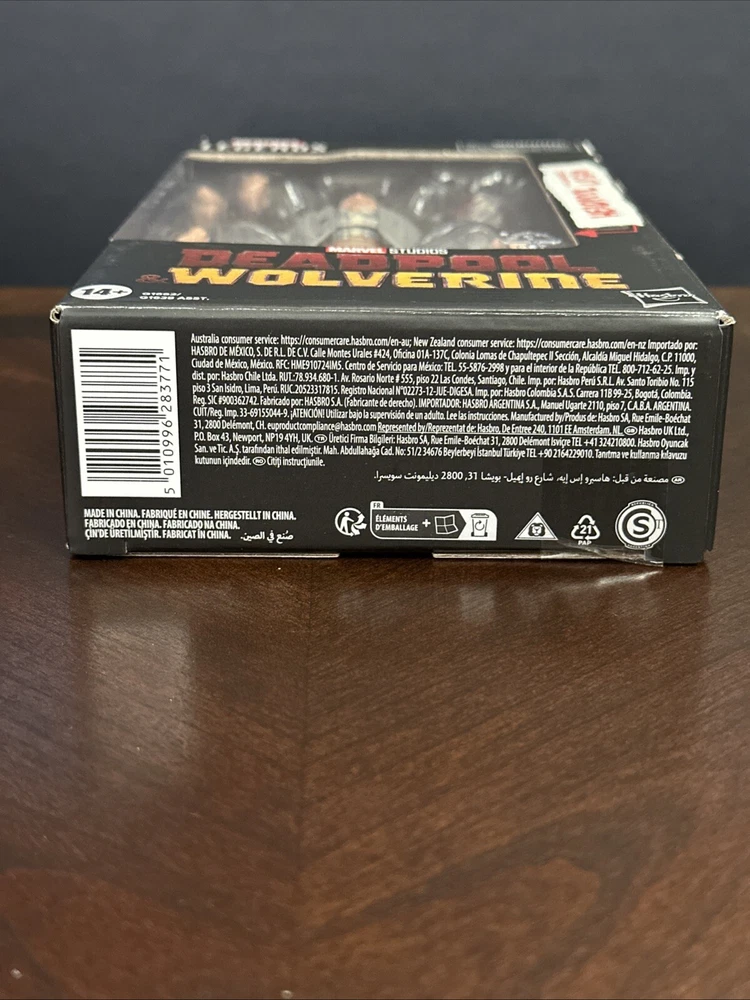 MARVEL STUDIOS
DEADPOOL
& WOLVERINE
14+
G1639 ASST.
Hasbro
Australia consumer service: https://consumercare.hasbro.com/en-au; New Zealand consumer service: https://consumercare.hasbro.com/en-nz Importado por:
HASBRO DE MÉXICO, S. DE R.L. DE C.V. Calle Montes Urales #424, Oficina 01A-137C, Colonia Lomas de Chapultepec II Sección, Alcaldía Miguel Hidalgo, C.P. 11000,
Ciudad de México, México. RFC: HME910724IM5. Centro de Servicio para México: TEL. 55-5876-2998 y para el interior de la República TEL. 800-712-62-25. Imp. y
dist. por: Hasbro Chile Ltda. RUT.:78.934.680-1. Av. Rosario Norte # 555, piso 22 Las Condes, Santiago, Chile. Imp. por: Hasbro Perú S.R.L. Av. Santo Toribio No. 115
piso 3 San Isidro, Lima, Perú. RUC 20523317815. Registro Nacional N°02273-12-JUE-DIGESA. Imp. por: Hasbro Colombia S.A.S. Carrera 11B 99-25, Bogotá, Colombia.
Reg. SIC #900362742. Fabricado por: HASBRO S.A. (Fabricante de derecho). IMPORTADOR: HASBRO ARGENTINA S.A., Manuel Ugarte 2110, piso 7, C.A.B.A. ARGENTINA.
CUIT/Reg. Imp. 33-69155044-9. ¡ATENCIÓN! Utilizar bajo la supervisión de un adulto. Lee las instrucciones. Manufactured by/Produs de: Hasbro SA, Rue Emile-Boéchat
31, 2800 Delémont, CH. euproductcompliance@hasbro.com Represented by/Reprezentat de: Hasbro, De Entree 240, 1101 EE Amsterdam, NL. GB Hasbro UK Ltd.,
P.O. Box 43, Newport, NP19 4YH, UK. TR Üretici Firma Bilgileri: Hasbro SA, Rue Emile-Boéchat 31, 2800 Delémont İsviçre TEL +41 324210800. Hasbro Oyuncak
San. ve Tic. A.Ş. tarafından ithal edilmiştir. Mah. Abdullahağa Cad. No: 51/2 34676 Beylerbeyi İstanbul Türkiye TEL +90 2164229010. Tanıtma ve kullanma kılavuzu
kutunun içindedir. RO Citiți instrucțiunile.
AR مصنعة من قبل: هاسبرو إس إيه، شارع رو إميل- بويشا 31, 2800 ديليمونت سويسرا.
5 010996 283771
MADE IN CHINA. FABRIQUÉ EN CHINE. HERGESTELLT IN CHINA.
FABRICADO EN CHINA. FABRICADO NA CHINA.
ÇİN'DE ÜRETİLMİŞTİR. FABRICAT ÎN CHINA. صنع في الصين.
FR
ÉLÉMENTS
D'EMBALLAGE
+
21
PAP
S